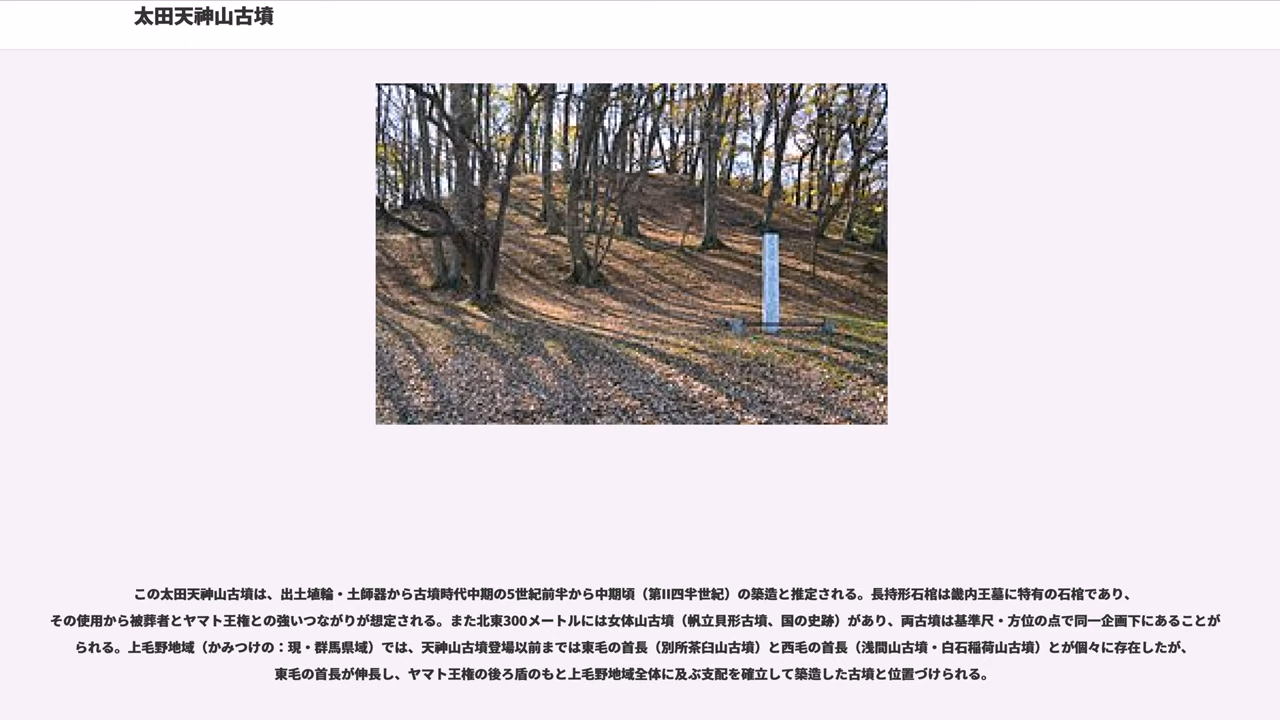 太田天神山古墳
この太田天神山古墳は、出土埴輪・土師器から古墳時代中期の5世紀前半から中期頃（第II四半世紀）の築造と推定される。長持形石棺は畿内王墓に特有の石棺であり、
その使用から被葬者とヤマト王権との強いつながりが想定される。また北東300メートルには女体山古墳（帆立貝形古墳、国の史跡）があり、両古墳は基準尺・方位の点で同一企画下にあることが
られる。上毛野地域（かみつけの：現・群馬県域）では、天神山古墳登場以前までは東毛の首長（別所茶臼山古墳）と西毛の首長（浅間山古墳・白石稲荷山古墳）とが個々に存在したが、
東毛の首長が伸長し、ヤマト王権の後ろ盾のもと上毛野地域全体に及ぶ支配を確立して築造した古墳と位置づけられる。